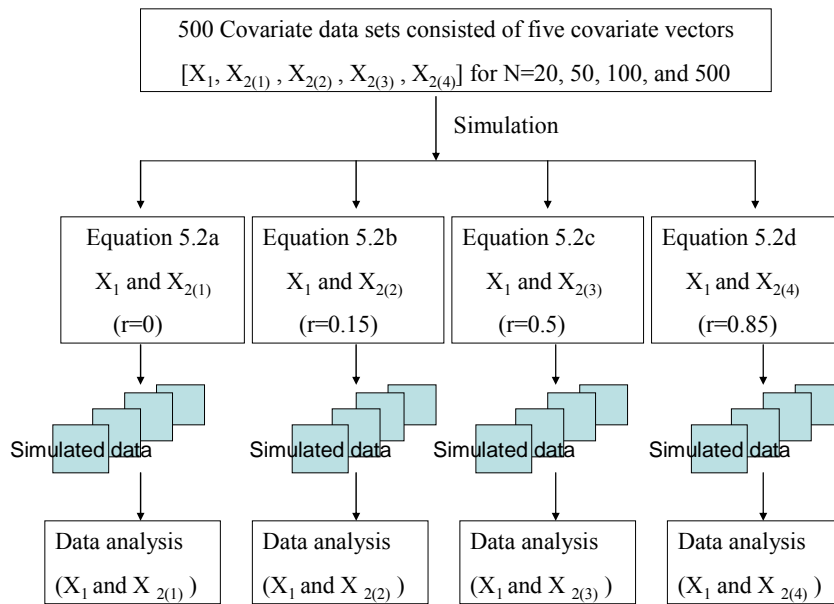 500 Covariate data sets consisted of five covariate vectors
[X₁, X₂₍₁₎ , X₂₍₂₎ , X₂₍₃₎ , X₂₍₄₎] for N=20, 50, 100, and 500
Simulation
Equation 5.2a
X₁ and X₂₍₁₎
(r=0)
Equation 5.2b
X₁ and X₂₍₂₎
(r=0.15)
Equation 5.2c
X₁ and X₂₍₃₎
(r=0.5)
Equation 5.2d
X₁ and X₂₍₄₎
(r=0.85)
Simulated data
Simulated data
Simulated data
Simulated data
Data analysis
(X₁ and X ₂₍₁₎ )
Data analysis
(X₁ and X ₂₍₂₎ )
Data analysis
(X₁ and X ₂₍₃₎ )
Data analysis
(X₁ and X ₂₍₄₎ )